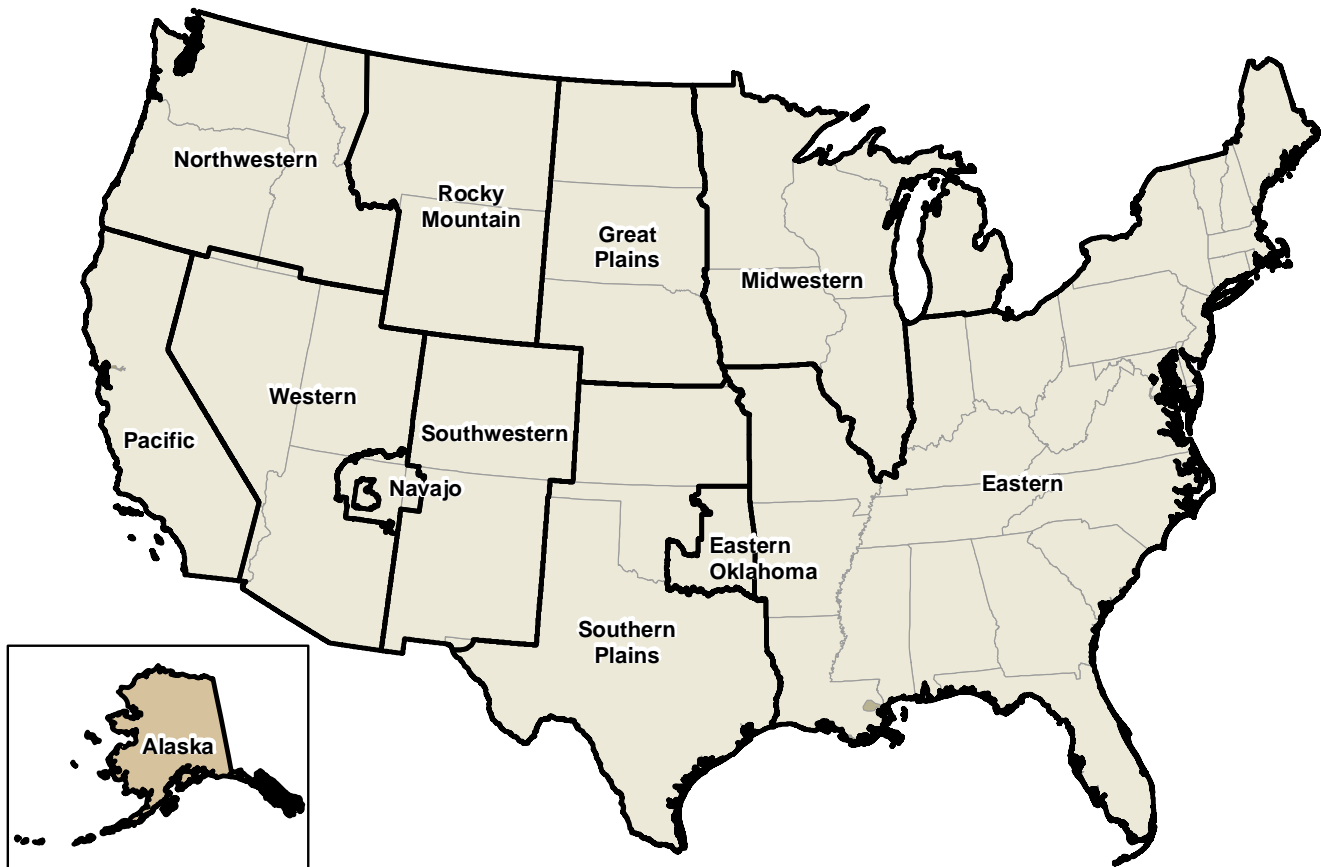 Northwestern
Rocky
Mountain
Great
Plains
Midwestern
Western
Southwestern
Pacific
Navajo
Eastern
Eastern
Oklahoma
Southern
Plains
Alaska